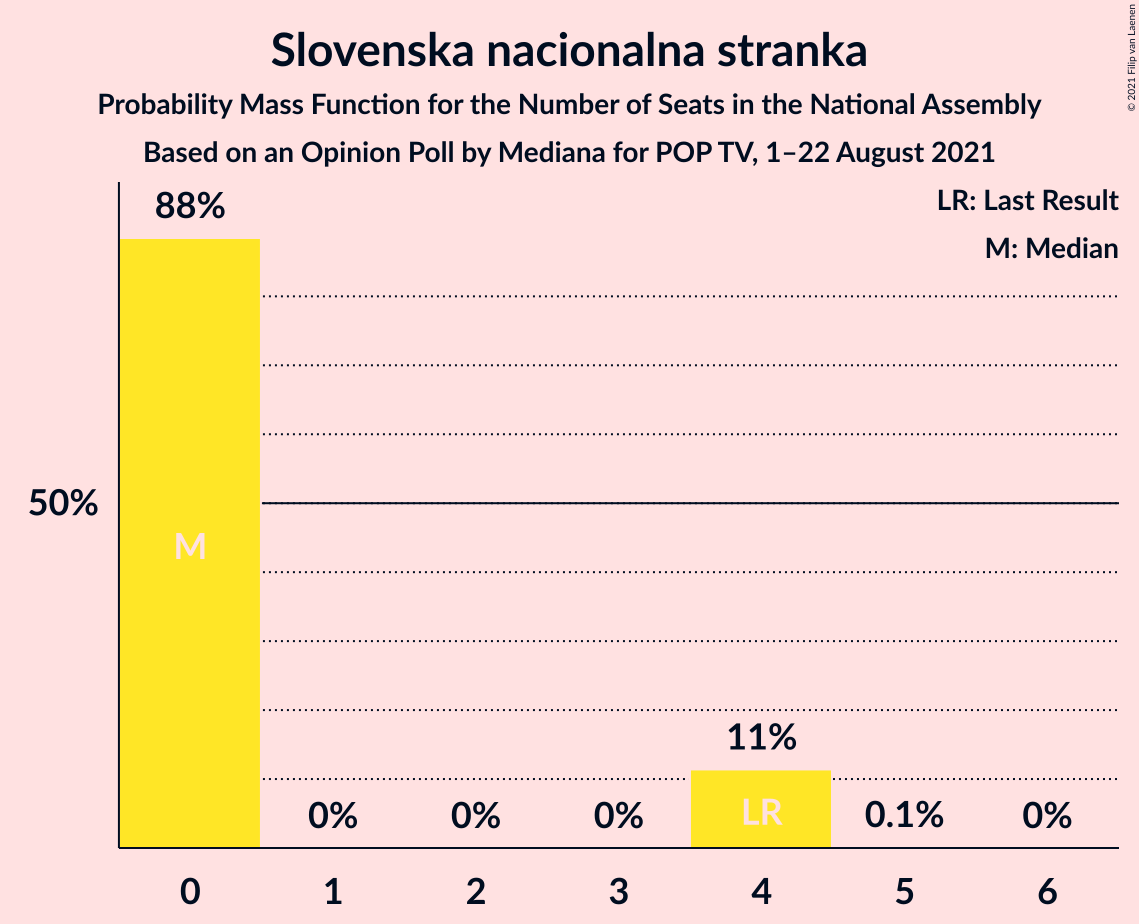 Slovenska nacionalna stranka
Probability Mass Function for the Number of Seats in the National Assembly
Based on an Opinion Poll by Mediana for POP TV, 1–22 August 2021
© 2021 Filip van Laenen
LR: Last Result
M: Median
88%
50%
M
11%
LR
0%
0%
0%
0.1%
0%
0
1
2
3
4
5
6